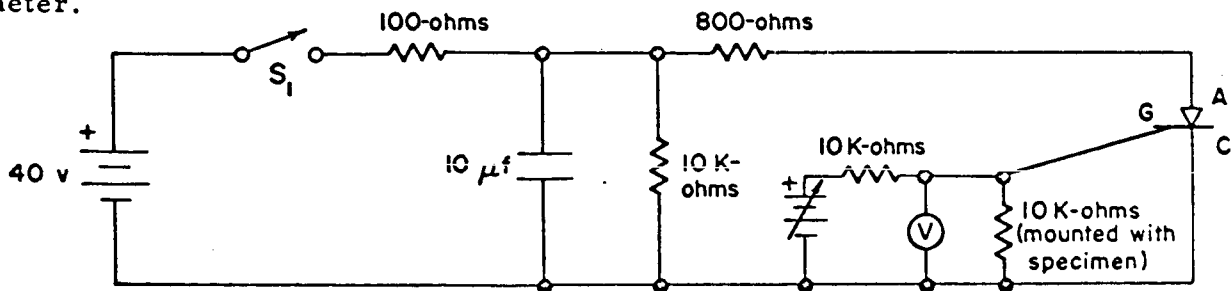 meter.
100-ohms
800-ohms
S1
A
G
C
+
40 v
10 μf
10 K-
ohms
10 K-ohms
+
V
10 K-ohms
(mounted with
specimen)